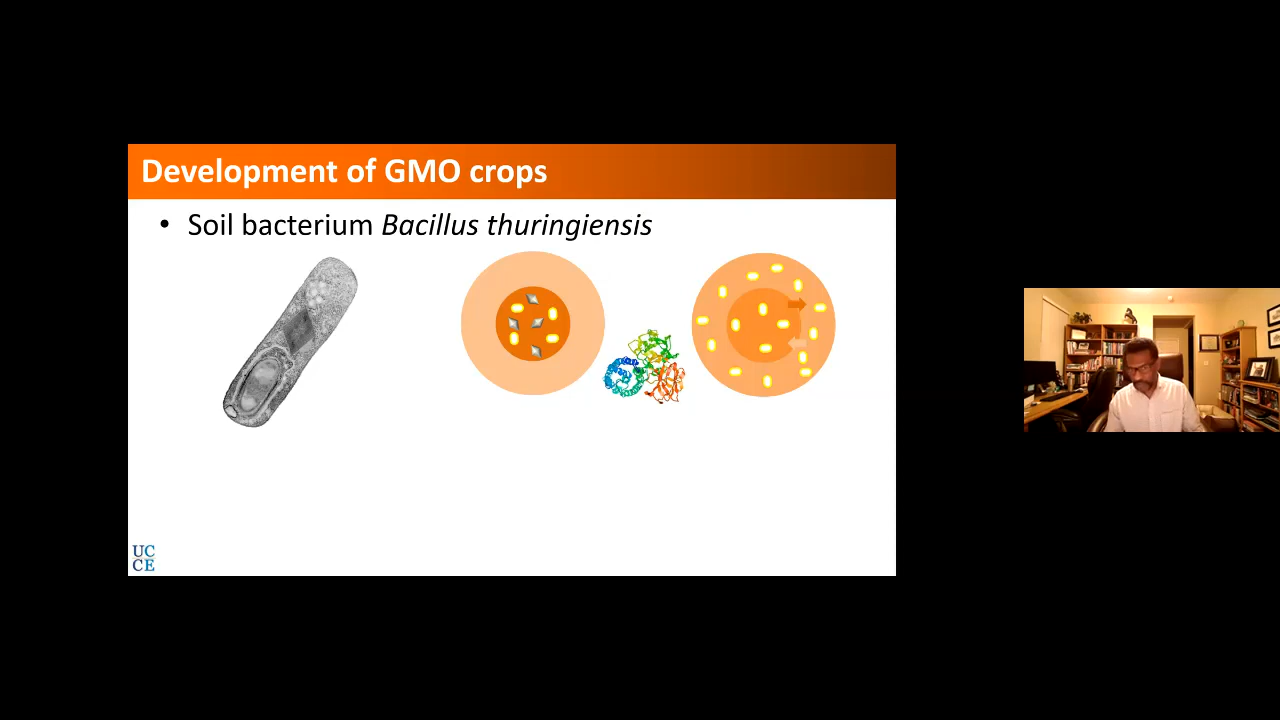 Development of GMO crops
• Soil bacterium Bacillus thuringiensis
UC
CE